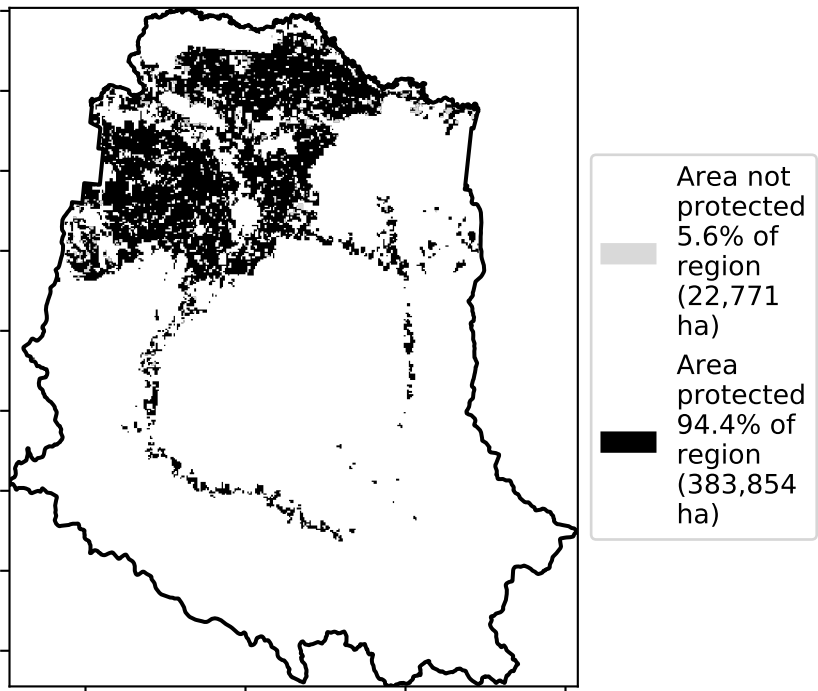 Area not
protected
5.6% of
region
(22,771
ha)
Area
protected
94.4% of
region
(383,854
ha)